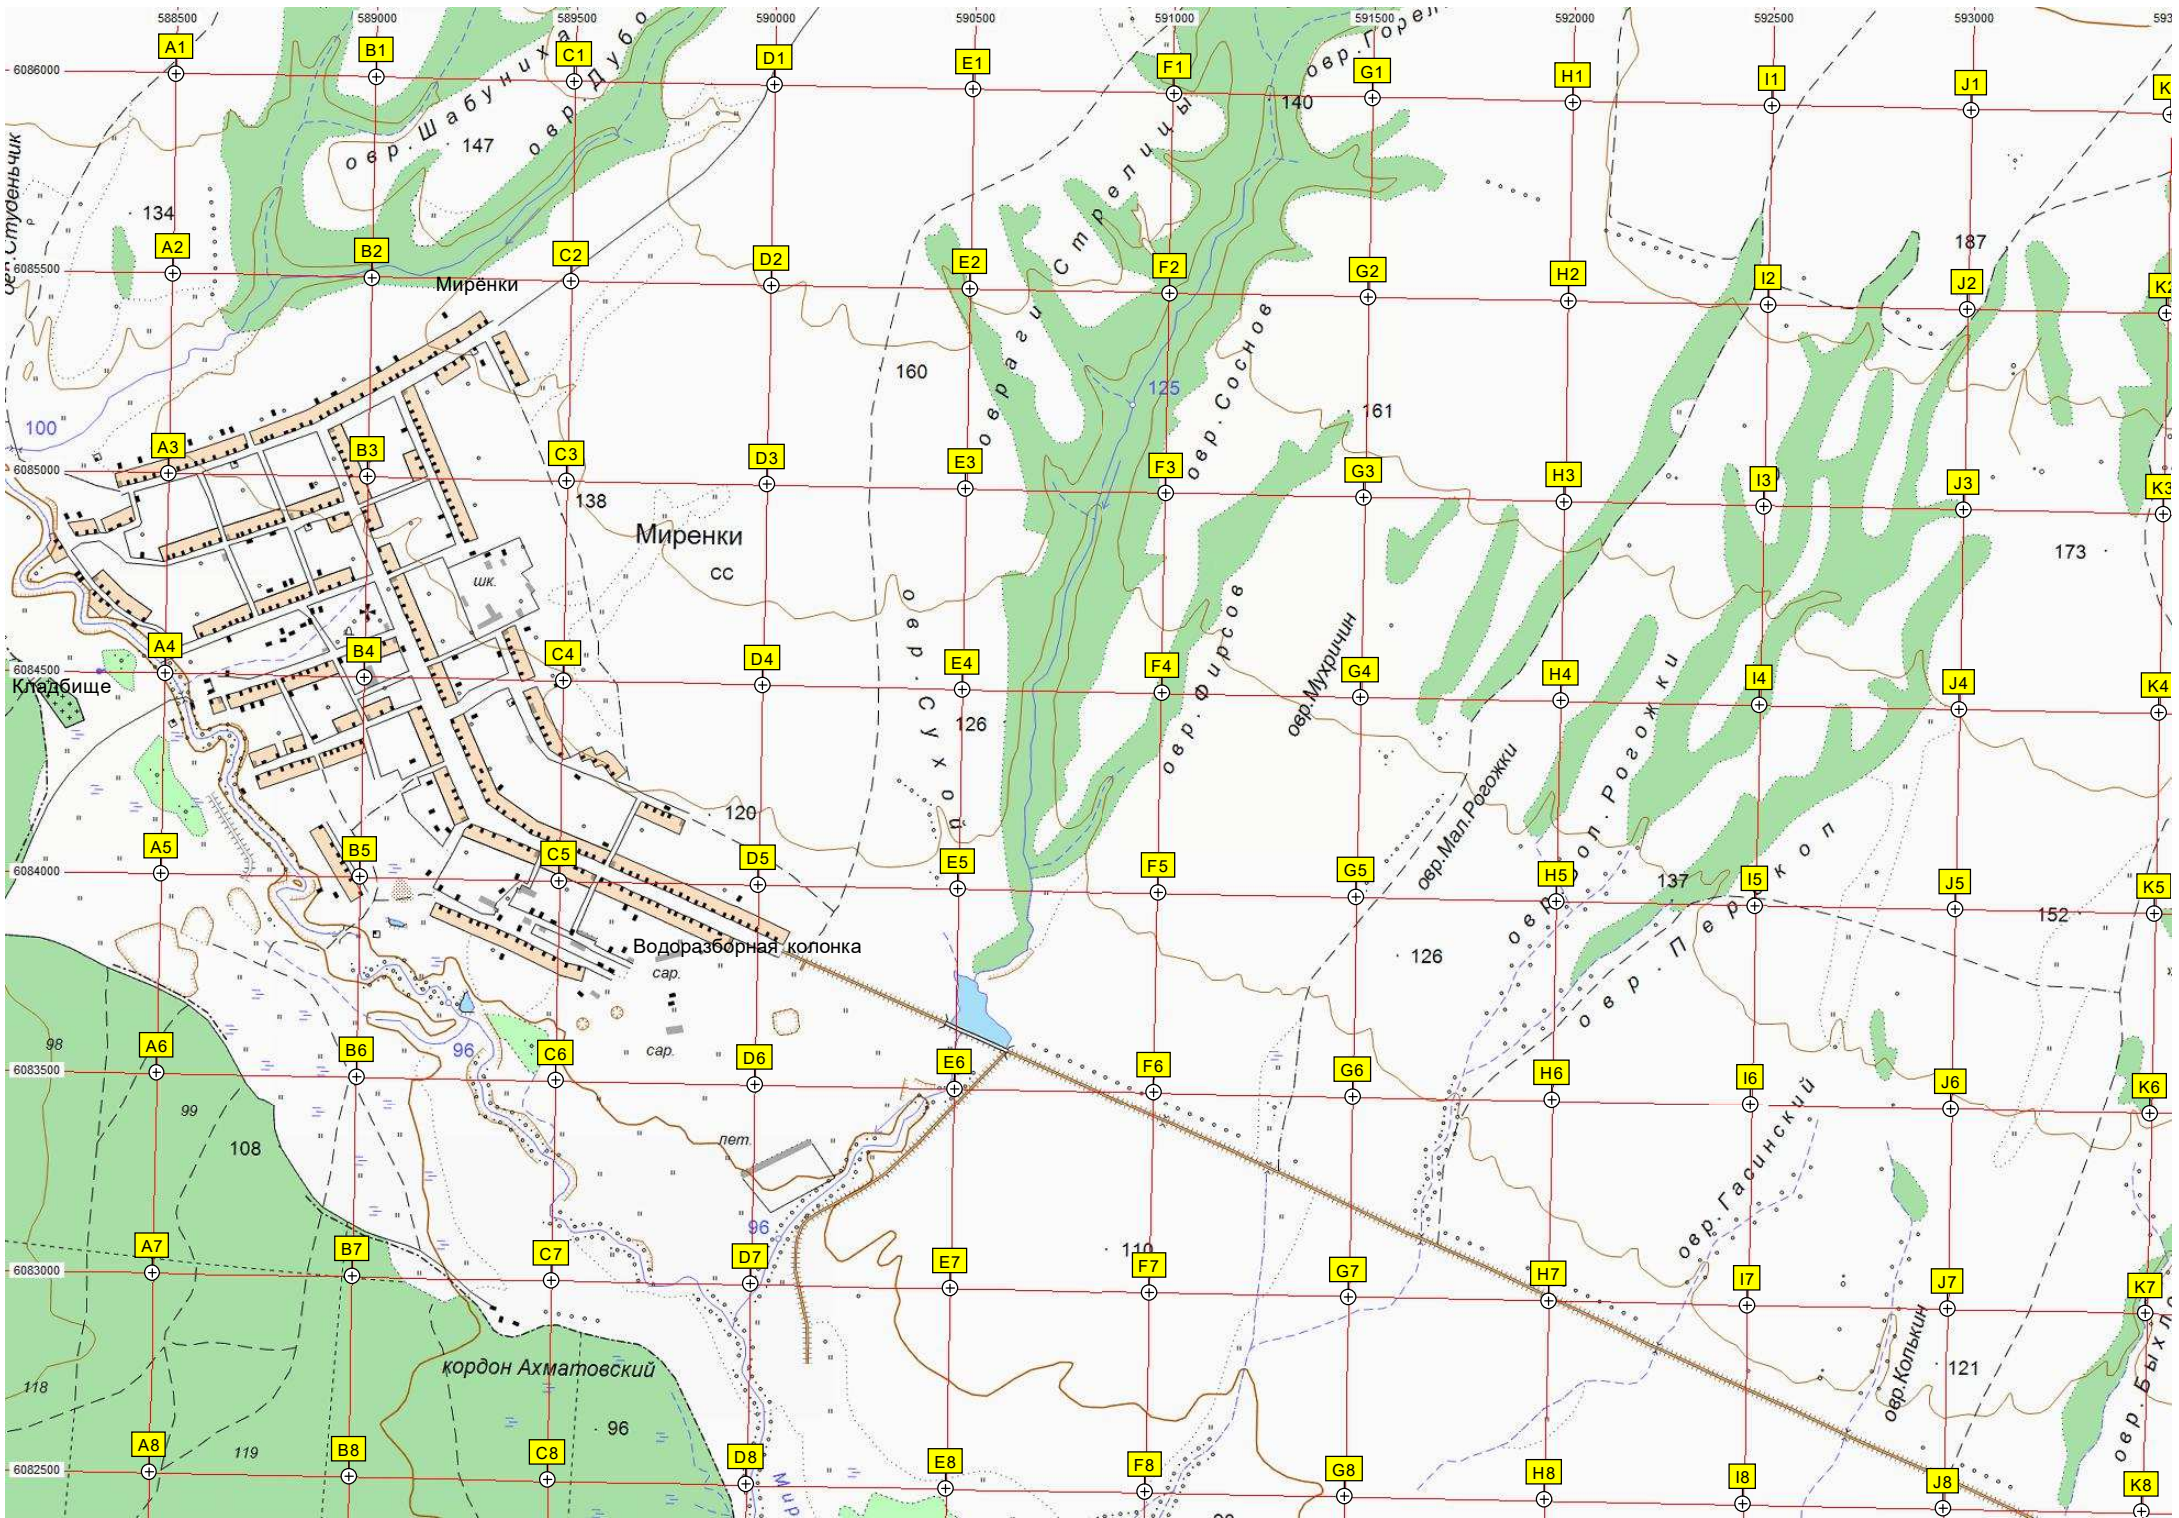 588500 589000 589500 590000 590500 591000 591500 592000 592500 593000 593
овр.Шабуниха
овр.Дубо
овр.Горел
A1 B1 C1 D1 E1 F1 G1 H1 I1 J1 K
6086000
147
140
134
овраги Стрелицы
187
A2 B2 C2 D2 E2 F2 G2 H2 I2 J2 K2
6085500
Мирёнки
160
125
овр.Соснов
161
100
A3 B3 C3 D3 E3 F3 G3 H3 I3 J3 K3
6085000
138
Миренки
СС
шк.
173
овр.Сухой
овр.Фирсов
овр.Мухричин
A4 B4 C4 D4 E4 F4 G4 H4 I4 J4 K4
6084500
Кладбище
126
овр.Мал.Рогожки
120
A5 B5 C5 D5 E5 F5 G5 H5 I5 J5 K5
6084000
137
овр.Перекоп
152
Водоразборная колонка
сар.
126
98
96
сар.
A6 B6 C6 D6 E6 F6 G6 H6 I6 J6 K6
6083500
99
108
лет.
овр.Гасинский
96
110
A7 B7 C7 D7 E7 F7 G7 H7 I7 J7 K7
6083000
кордон Ахматовский
118
овр.Колькин
121
96
119
A8 B8 C8 D8 E8 F8 G8 H8 I8 J8 K8
6082500
Мир